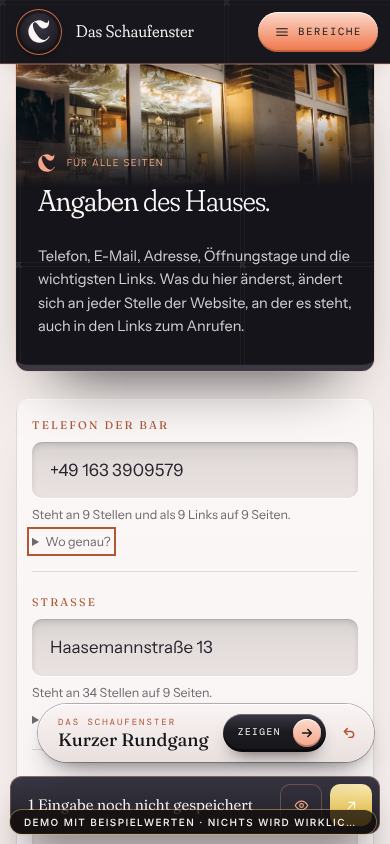 Das Schaufenster
BEREICHE
FÜR ALLE SEITEN
Angaben des Hauses.
Telefon, E-Mail, Adresse, Öffnungstage und die
wichtigsten Links. Was du hier änderst, ändert
sich an jeder Stelle der Website, an der es steht,
auch in den Links zum Anrufen.
TELEFON DER BAR
+49 163 3909579
Steht an 9 Stellen und als 9 Links auf 9 Seiten.
Wo genau?
STRASSE
Haasemannstraße 13
Steht an 34 Stellen auf 9 Seiten.
DAS SCHAUFENSTER
Kurzer Rundgang
ZEIGEN
1 Eingabe noch nicht gespeichert
DEMO MIT BEISPIELWERTEN · NICHTS WIRD WIRKLIC…